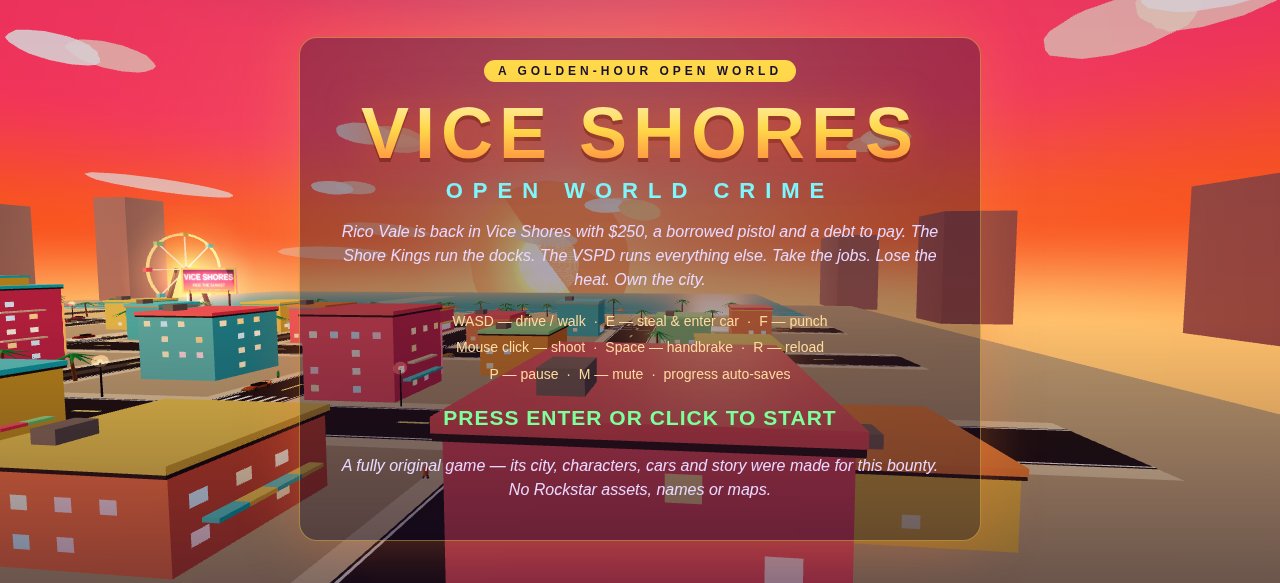 A GOLDEN-HOUR OPEN WORLD
VICE SHORES
OPEN WORLD CRIME
Rico Vale is back in Vice Shores with $250, a borrowed pistol and a debt to pay. The
Shore Kings run the docks. The VSPD runs everything else. Take the jobs. Lose the
heat. Own the city.
VICE SHORES
WASD — drive / walk · E — steal & enter car · F — punch
Mouse click — shoot · Space — handbrake · R — reload
P — pause · M — mute · progress auto-saves
PRESS ENTER OR CLICK TO START
A fully original game — its city, characters, cars and story were made for this bounty.
No Rockstar assets, names or maps.